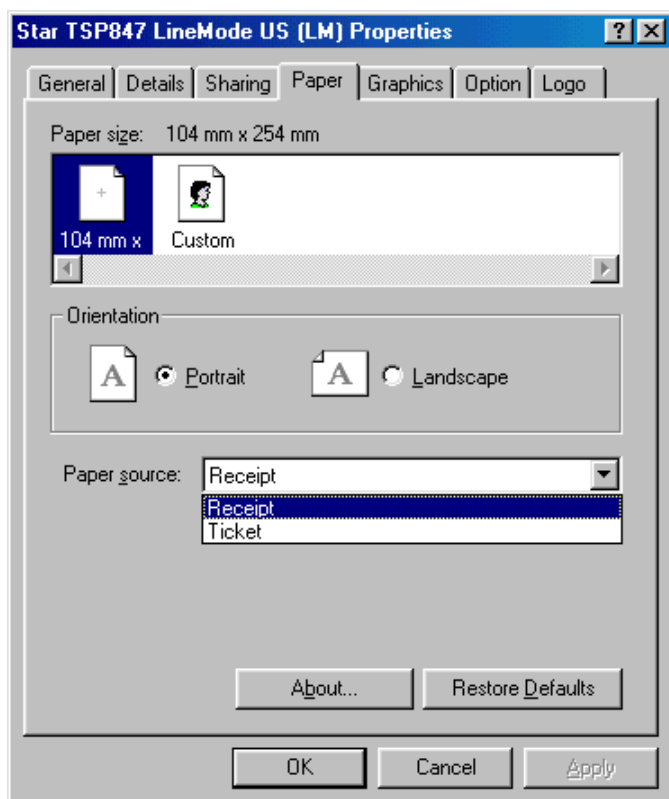 Star TSP847 LineMode US (LM) Properties
General Details Sharing Paper Graphics Option Logo
Paper size: 104 mm x 254 mm
104 mm x Custom
Orientation
A Portrait A Landscape
Paper source: Receipt
Receipt
Ticket
About... Restore Defaults
OK Cancel Apply